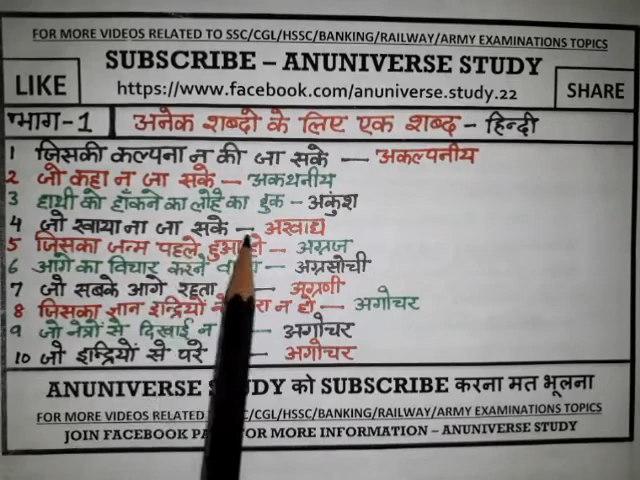 FOR MORE VIDEOS RELATED TO SSC/CGL/HSSC/BANKING/RAILWAY/ARMY EXAMINATIONS TOPICS
SUBSCRIBE – ANUNIVERSE STUDY
LIKE https://www.facebook.com/anuniverse.study.22 SHARE
भाग-1 अनेक शब्दो के लिए एक शब्द - हिन्दी
1 जिसकी कल्पना न की जा सके — अकल्पनीय
2 जो कहा न जा सके — अकथनीय
3 हाथी को हाँकने का लोहे का हुक - अंकुश
4 जो खाया ना जा सके — अखाद्य
5 जिसका जन्म पहले हुआ हो — अग्रज
6 आगे का विचार करने — अग्रसोची
7 जो सबके आगे रहता — अग्रणी
8 जिसका ज्ञान इन्द्रियों न हो — अगोचर
9 जो नेत्रों से दिखाई न — अगोचर
10 जो इन्द्रियों से परे — अगोचर
ANUNIVERSE STUDY को SUBSCRIBE करना मत भूलना
FOR MORE VIDEOS RELATED SSC/CGL/HSSC/BANKING/RAILWAY/ARMY EXAMINATIONS TOPICS
JOIN FACEBOOK FOR MORE INFORMATION – ANUNIVERSE STUDY